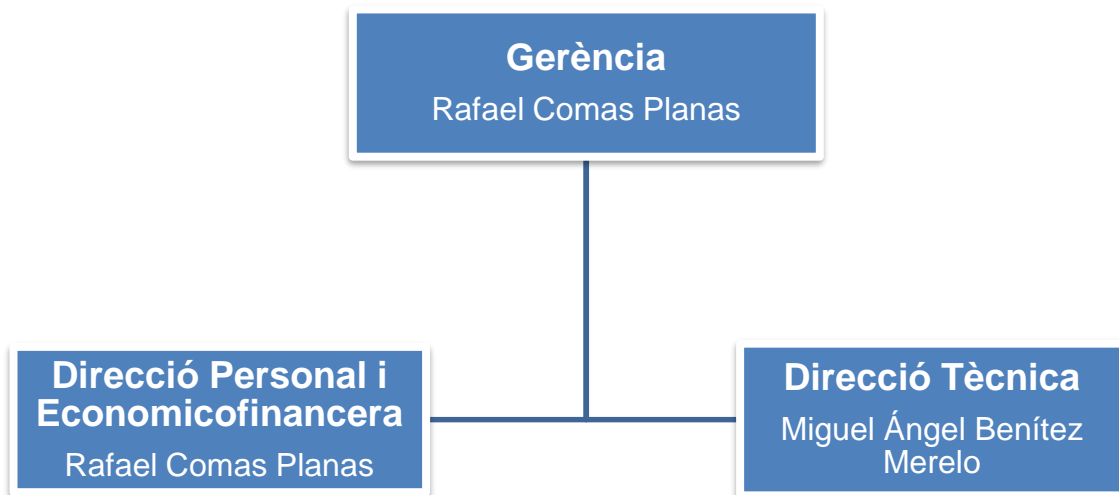 Gerència
Rafael Comas Planas
Direcció Personal i
Economicofinancera
Rafael Comas Planas
Direcció Tècnica
Miguel Ángel Benítez
Merelo